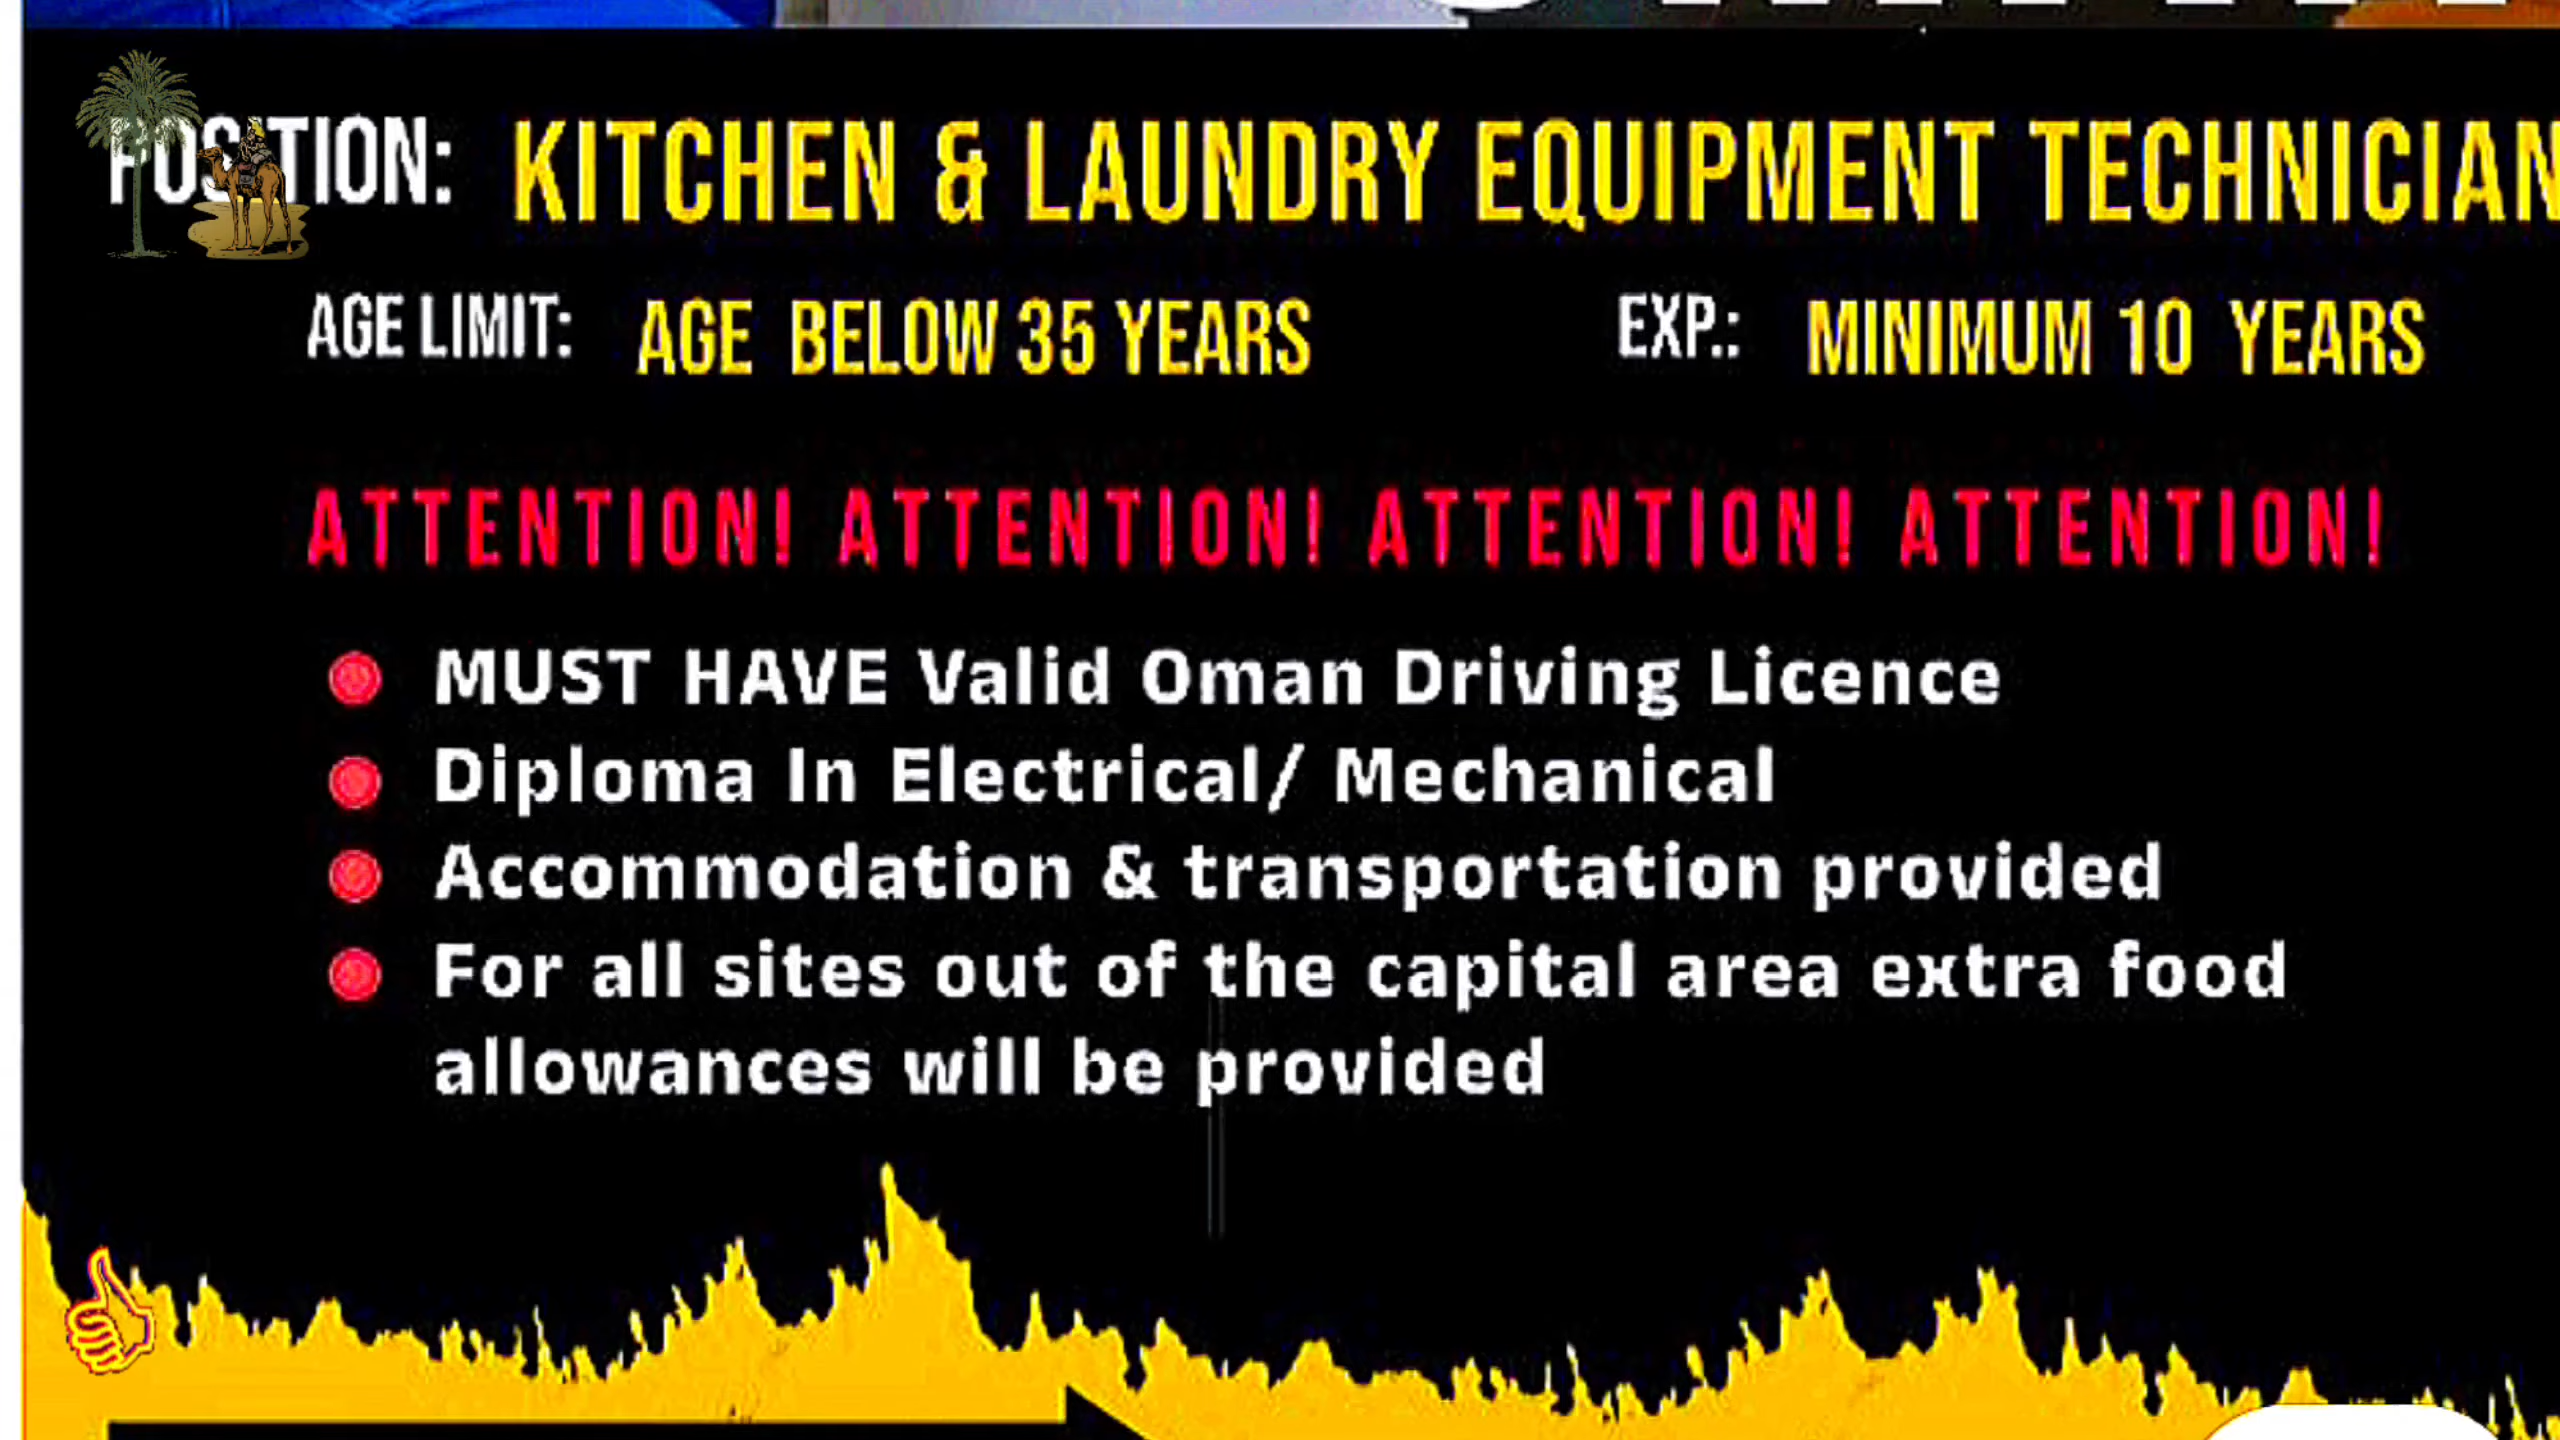 POSITION: KITCHEN & LAUNDRY EQUIPMENT TECHNICIAN
AGE LIMIT: AGE BELOW 35 YEARS EXP.: MINIMUM 10 YEARS
ATTENTION! ATTENTION! ATTENTION! ATTENTION!
MUST HAVE Valid Oman Driving Licence
Diploma In Electrical/ Mechanical
Accommodation & transportation provided
For all sites out of the capital area extra food
allowances will be provided